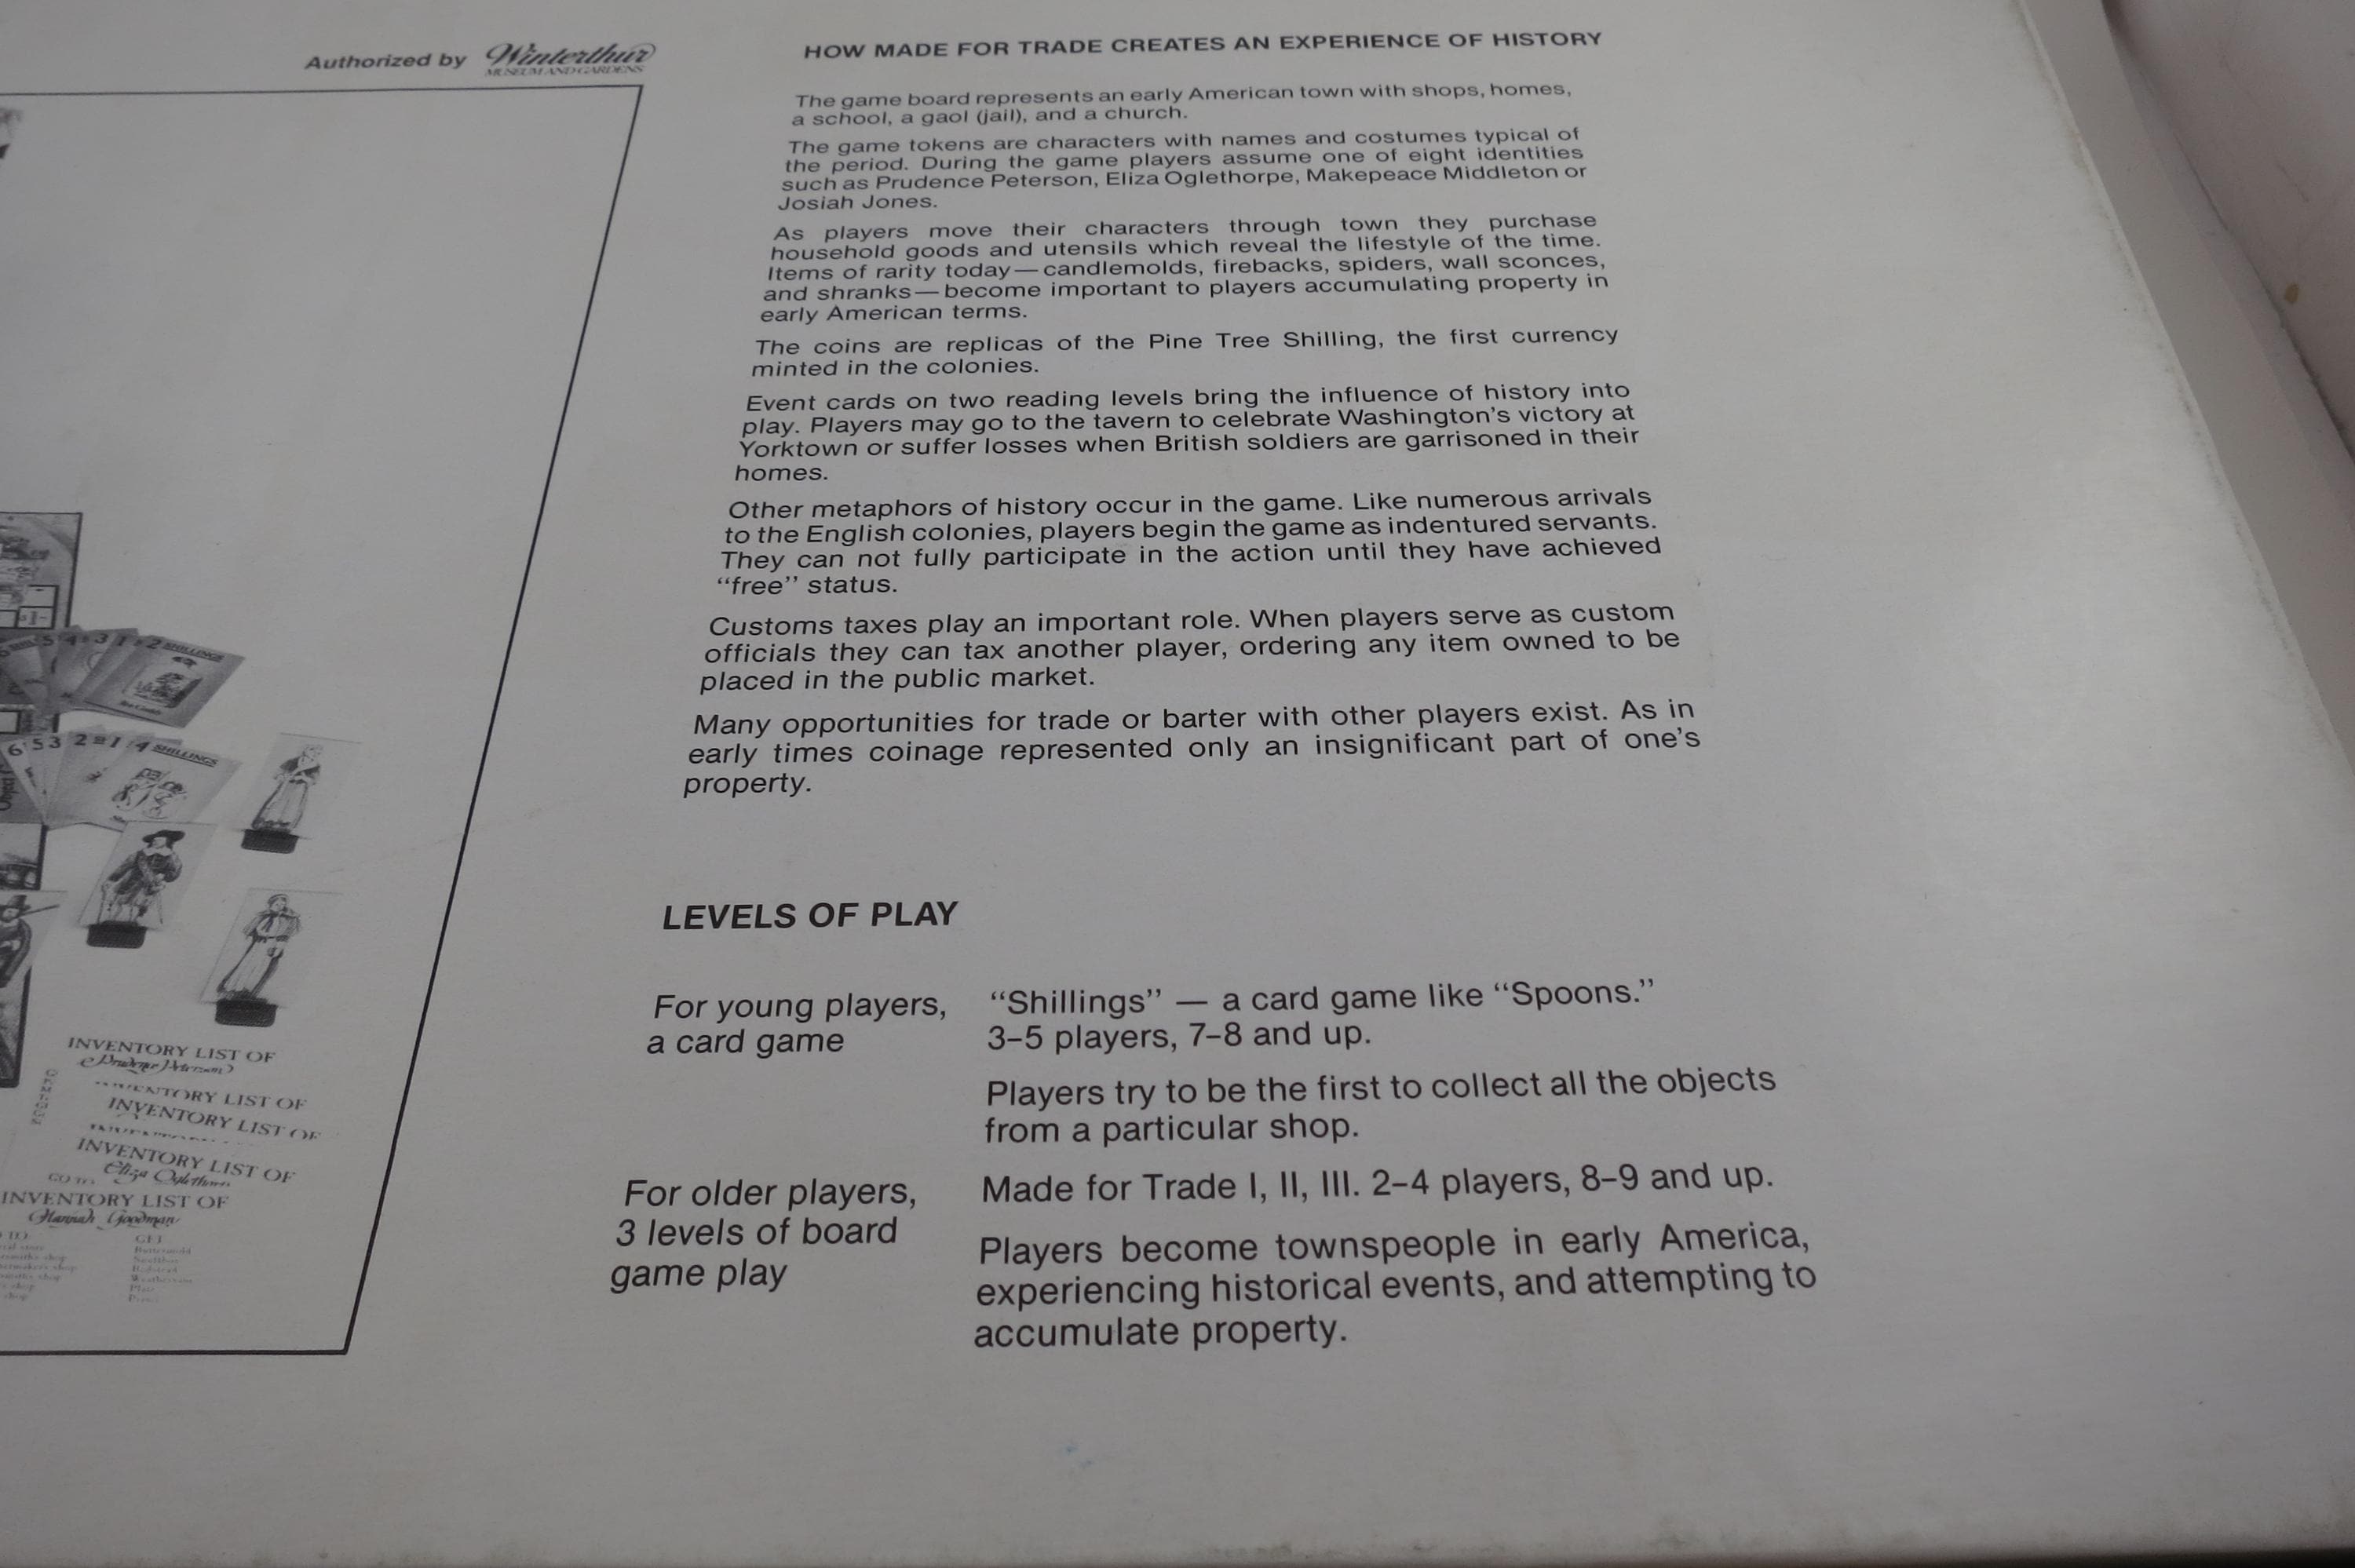 Authorized by Winterthur
MUSEUM AND GARDENS
HOW MADE FOR TRADE CREATES AN EXPERIENCE OF HISTORY
The game board represents an early American town with shops, homes,
a school, a gaol (jail), and a church.
The game tokens are characters with names and costumes typical of
the period. During the game players assume one of eight identities
such as Prudence Peterson, Eliza Oglethorpe, Makepeace Middleton or
Josiah Jones.
As players move their characters through town they purchase
household goods and utensils which reveal the lifestyle of the time.
Items of rarity today—candlemolds, firebacks, spiders, wall sconces,
and shranks—become important to players accumulating property in
early American terms.
The coins are replicas of the Pine Tree Shilling, the first currency
minted in the colonies.
Event cards on two reading levels bring the influence of history into
play. Players may go to the tavern to celebrate Washington's victory at
Yorktown or suffer losses when British soldiers are garrisoned in their
homes.
Other metaphors of history occur in the game. Like numerous arrivals
to the English colonies, players begin the game as indentured servants.
They can not fully participate in the action until they have achieved
“free” status.
Customs taxes play an important role. When players serve as custom
officials they can tax another player, ordering any item owned to be
placed in the public market.
Many opportunities for trade or barter with other players exist. As in
early times coinage represented only an insignificant part of one's
property.
LEVELS OF PLAY
For young players,
a card game
“Shillings” — a card game like “Spoons.”
3–5 players, 7–8 and up.
Players try to be the first to collect all the objects
from a particular shop.
For older players,
3 levels of board
game play
Made for Trade I, II, III. 2–4 players, 8–9 and up.
Players become townspeople in early America,
experiencing historical events, and attempting to
accumulate property.
5 4 3 1 2 SHILLINGS
6 5 3 2 1 4 SHILLINGS
INVENTORY LIST OF
Prudence Peterson
INVENTORY LIST OF
INVENTORY LIST OF
INVENTORY LIST OF
Eliza Oglethorpe
GO TO
INVENTORY LIST OF
Hannah Goodman
GET